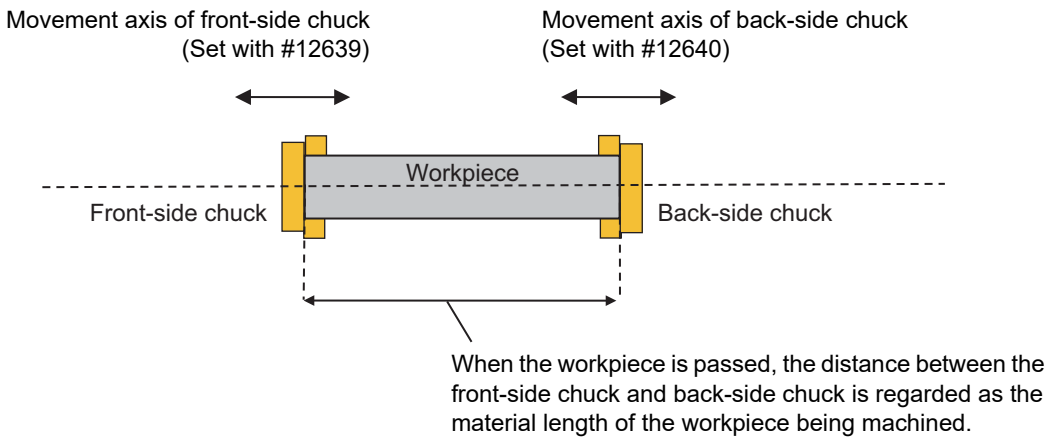 Movement axis of front-side chuck
(Set with #12639)
Movement axis of back-side chuck
(Set with #12640)
Workpiece
Front-side chuck
Back-side chuck
When the workpiece is passed, the distance between the
front-side chuck and back-side chuck is regarded as the
material length of the workpiece being machined.